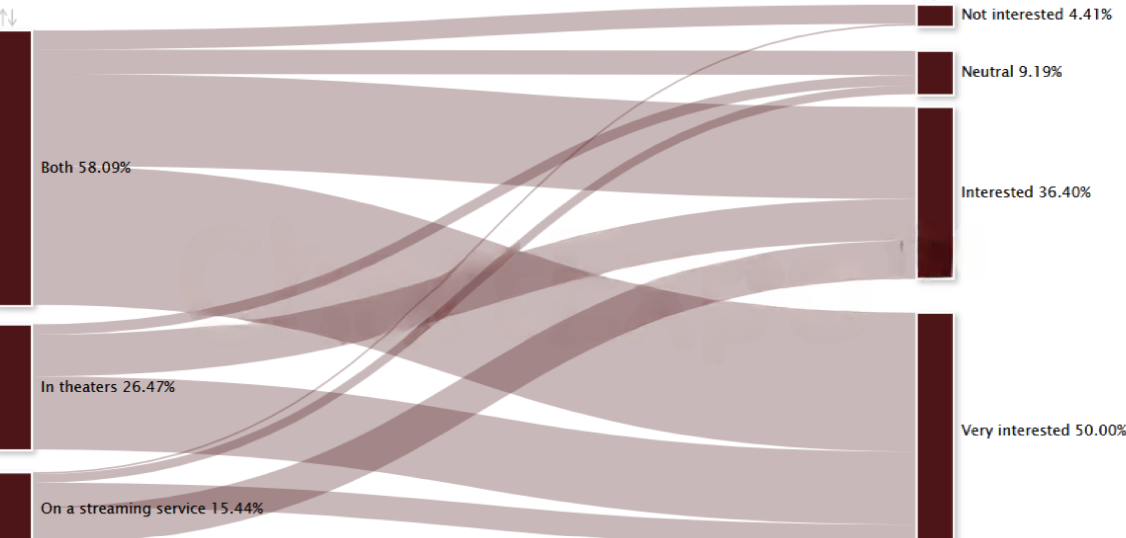 Not interested 4.41%
Neutral 9.19%
Both 58.09%
Interested 36.40%
In theaters 26.47%
Very interested 50.00%
On a streaming service 15.44%